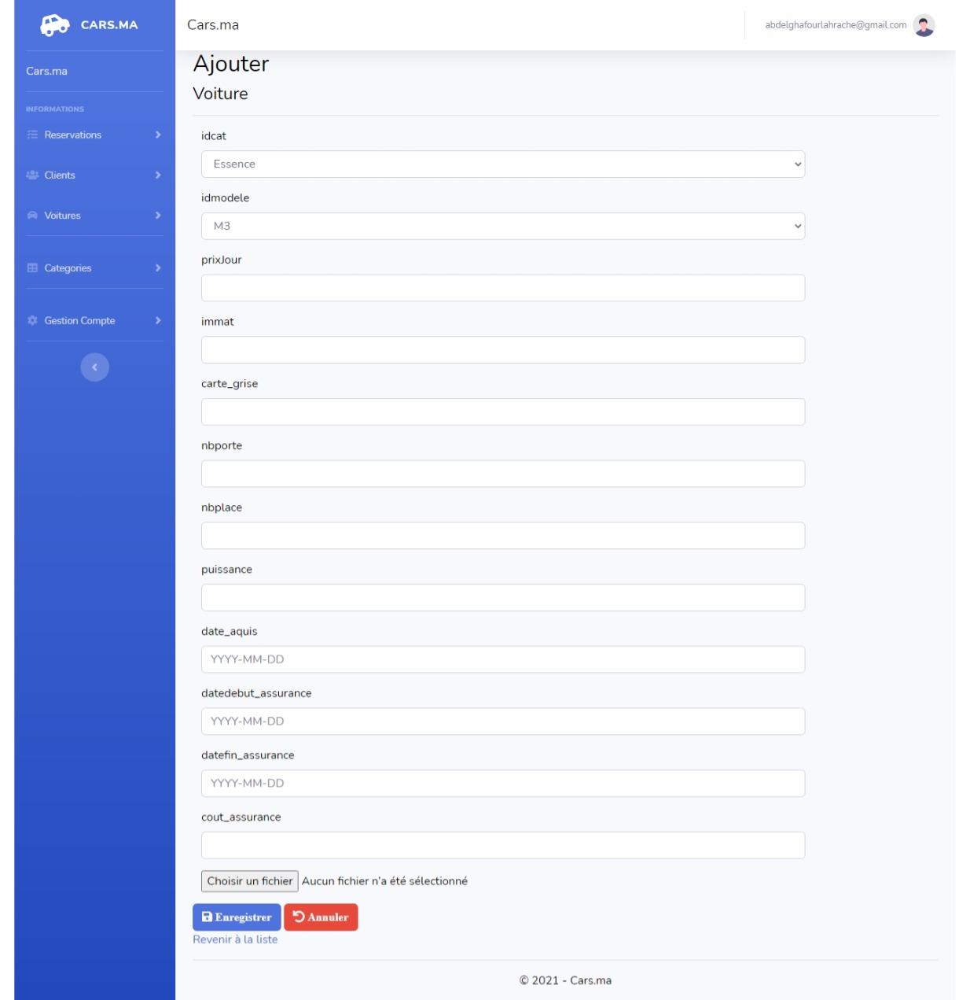 CARS.MA
Cars.ma
abdelghafourlahrache@gmail.com
Cars.ma
INFORMATIONS
Reservations
Clients
Voitures
Categories
Gestion Compte
Ajouter
Voiture
idcat
Essence
idmodele
M3
prixJour
immat
carte_grise
nbporte
nbplace
puissance
date_aquis
YYYY-MM-DD
datedebut_assurance
YYYY-MM-DD
datefin_assurance
YYYY-MM-DD
cout_assurance
Choisir un fichier Aucun fichier n'a été sélectionné
Enregistrer Annuler
Revenir à la liste
© 2021 - Cars.ma